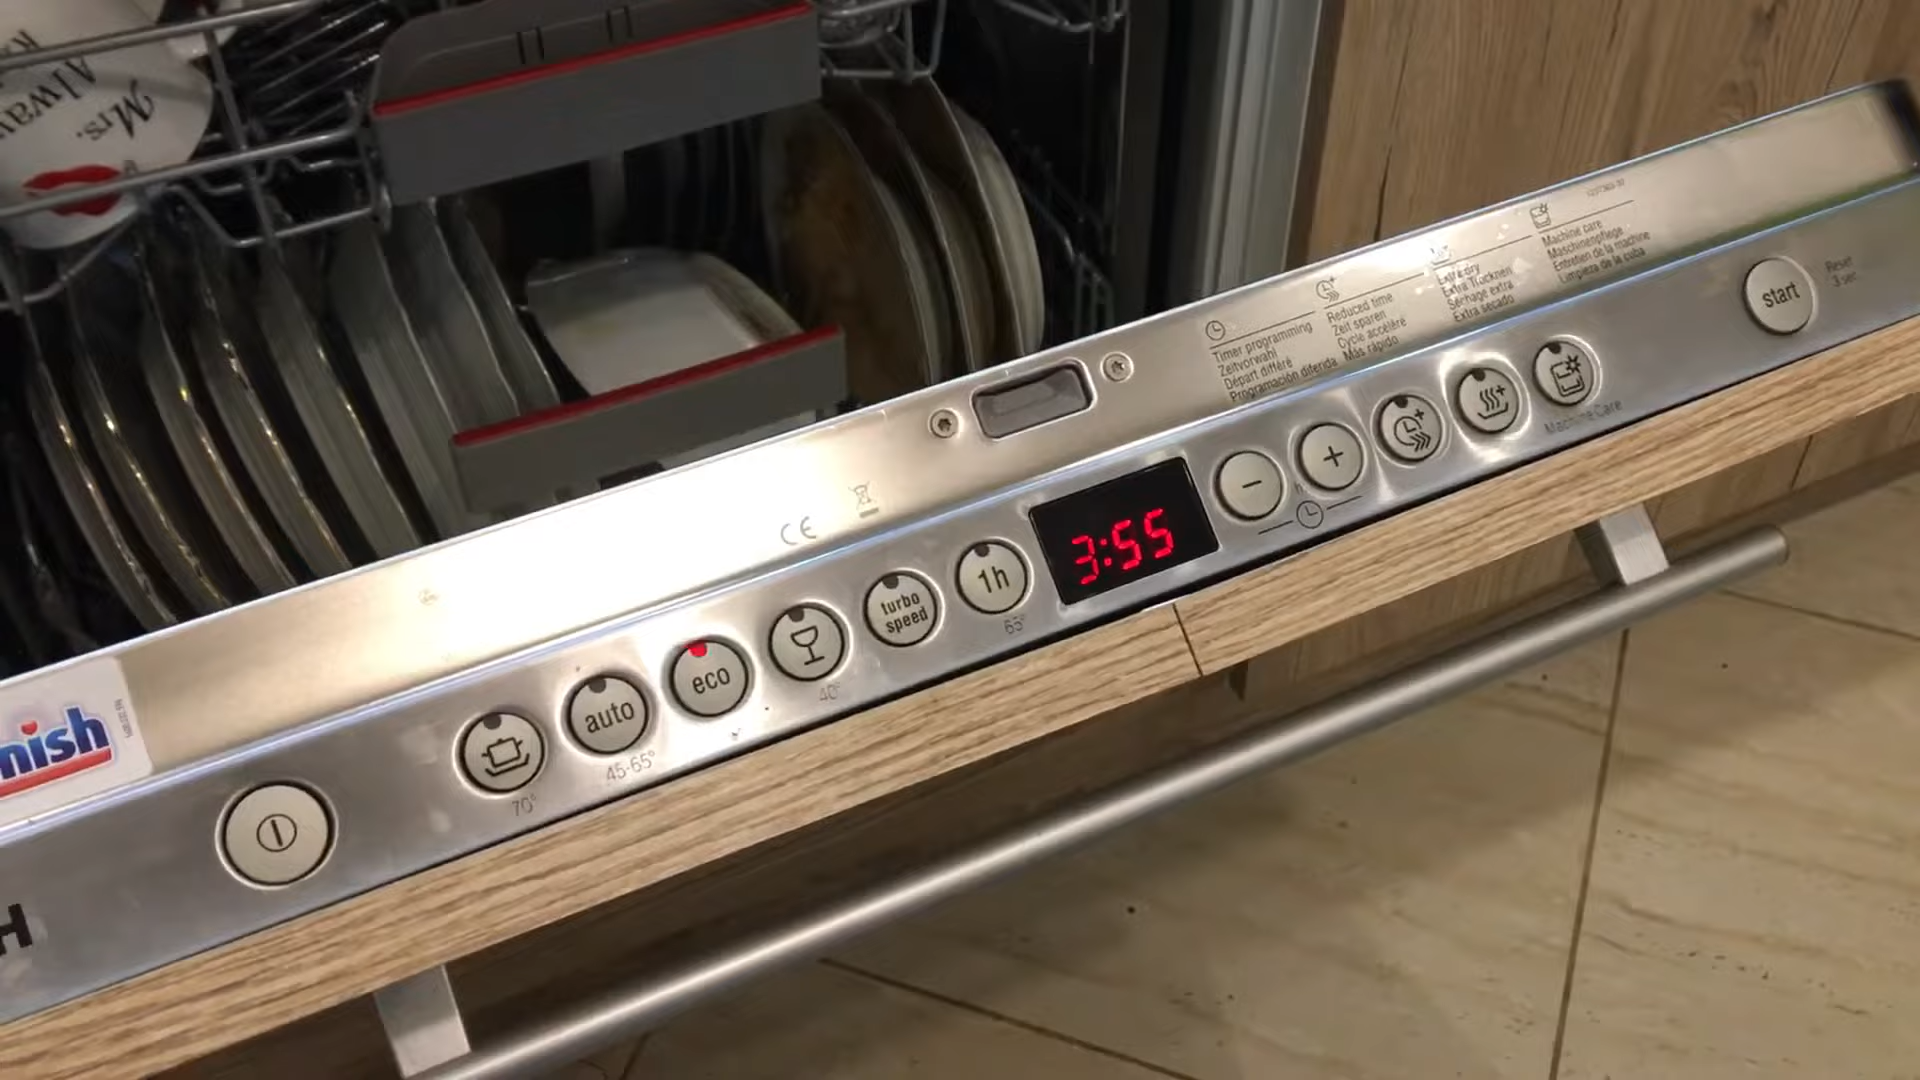 Mrs.
Alway
nish
H
CE
Timer programming
Zeitvorwahl
Départ différé
Programación diferida
Reduced time
Zeit sparen
Cycle accéléré
Más rápido
Extra dry
Extra Trocknen
Séchage extra
Extra secado
Machine care
Maschinenpflege
Entretien de la machine
Limpieza de la cuba
70°
auto
45-65°
eco
40°
turbo
speed
1h
65°
3:55
−
+
h
Machine Care
start
Reset
3 sec